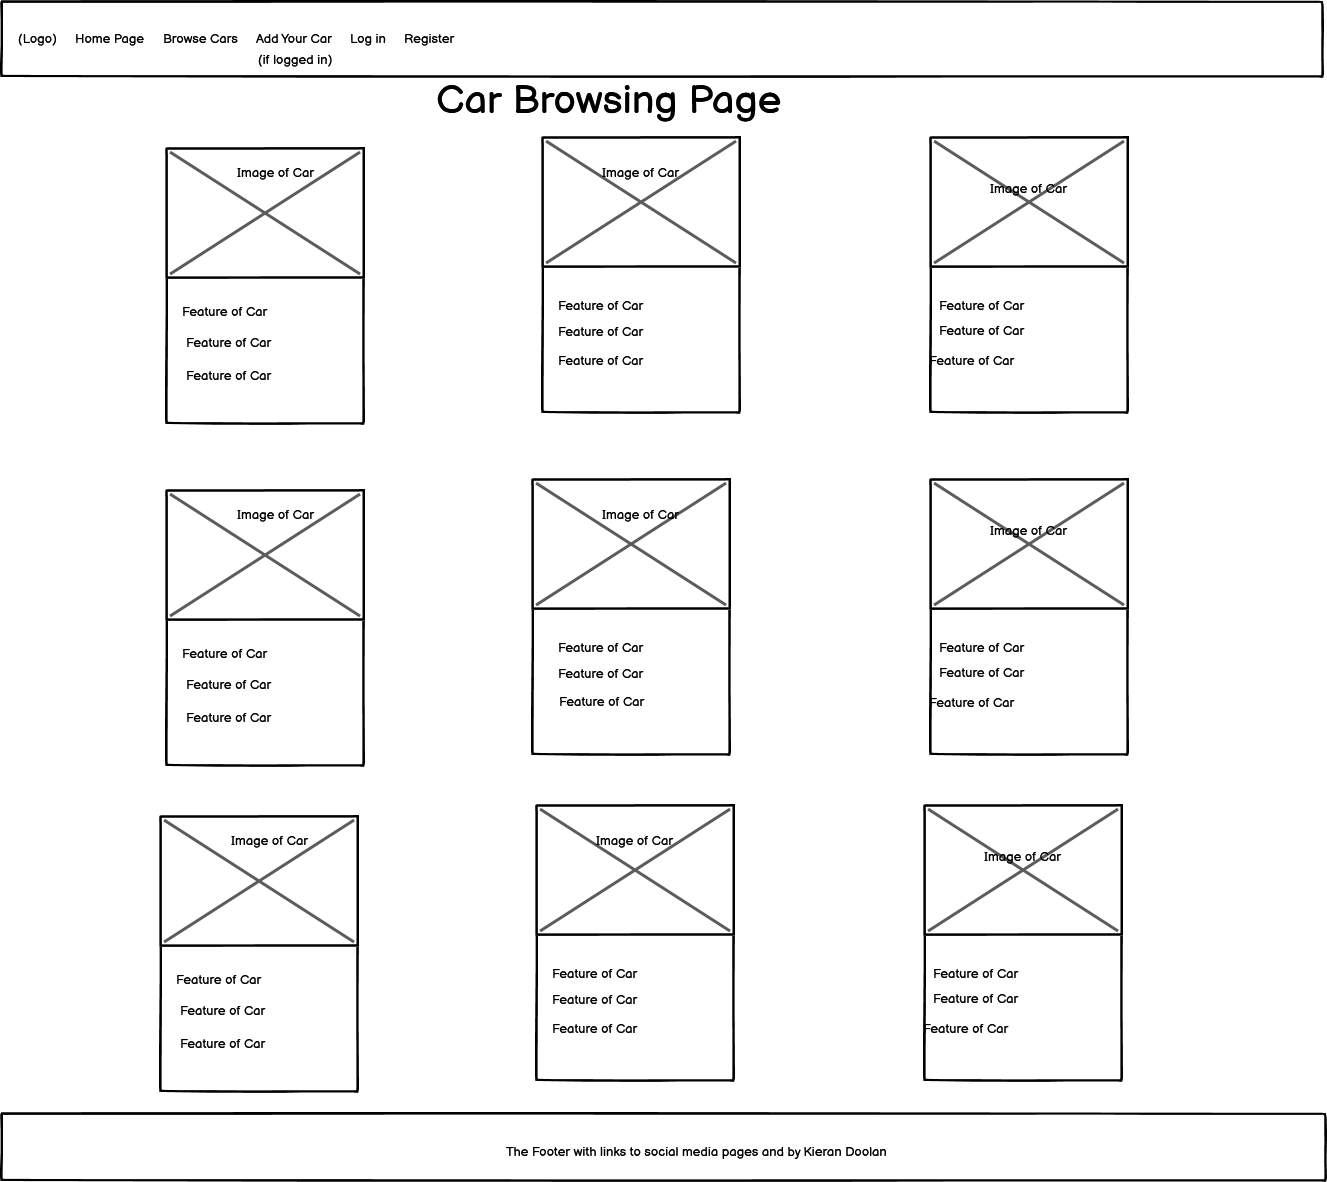 (Logo) Home Page Browse Cars Add Your Car Log in Register
(if logged in)
Car Browsing Page
Image of Car
Feature of Car
Feature of Car
Feature of Car
Image of Car
Feature of Car
Feature of Car
Feature of Car
Image of Car
Feature of Car
Feature of Car
Feature of Car
Image of Car
Feature of Car
Feature of Car
Feature of Car
Image of Car
Feature of Car
Feature of Car
Feature of Car
Image of Car
Feature of Car
Feature of Car
Feature of Car
Image of Car
Feature of Car
Feature of Car
Feature of Car
Image of Car
Feature of Car
Feature of Car
Feature of Car
Image of Car
Feature of Car
Feature of Car
Feature of Car
The Footer with links to social media pages and by Kieran Doolan